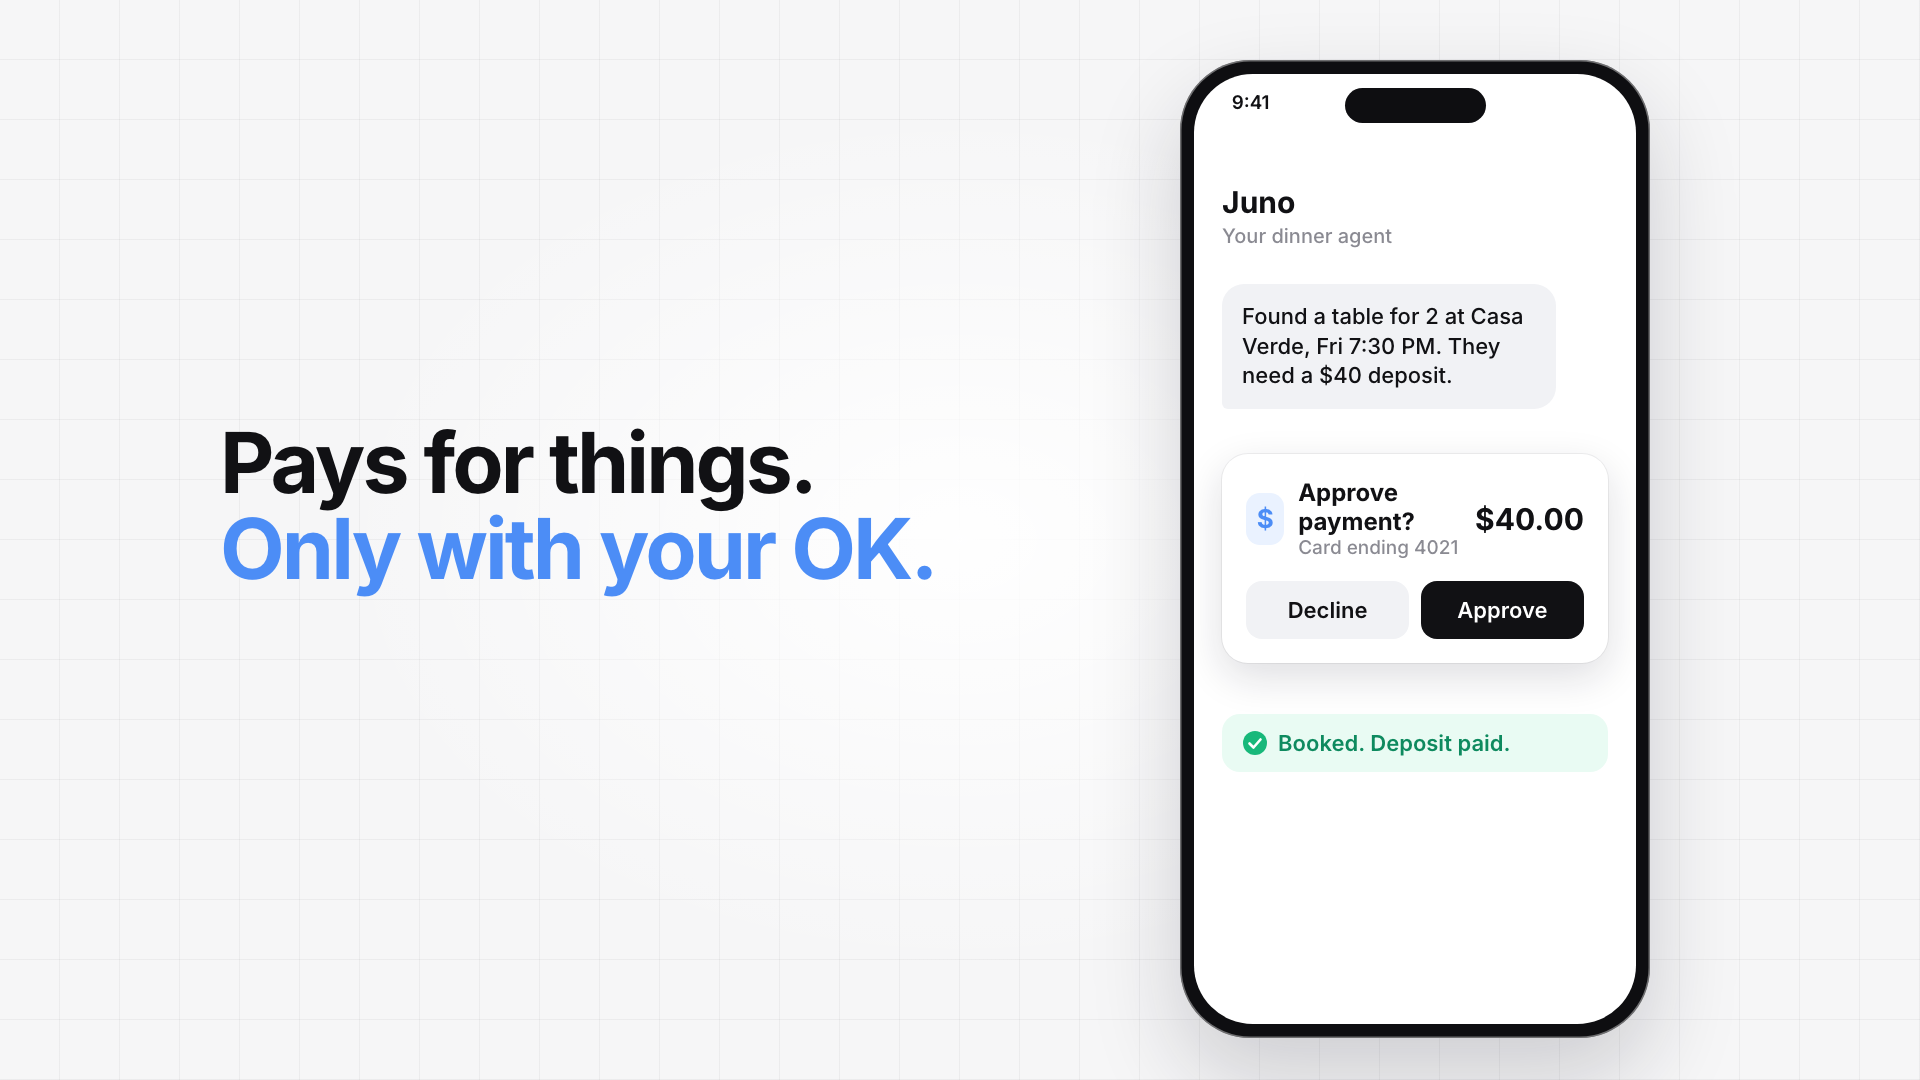 Pays for things.
Only with your OK.
9:41
Juno
Your dinner agent
Found a table for 2 at Casa
Verde, Fri 7:30 PM. They
need a $40 deposit.
$
Approve
payment?
Card ending 4021
$40.00
Decline
Approve
Booked. Deposit paid.